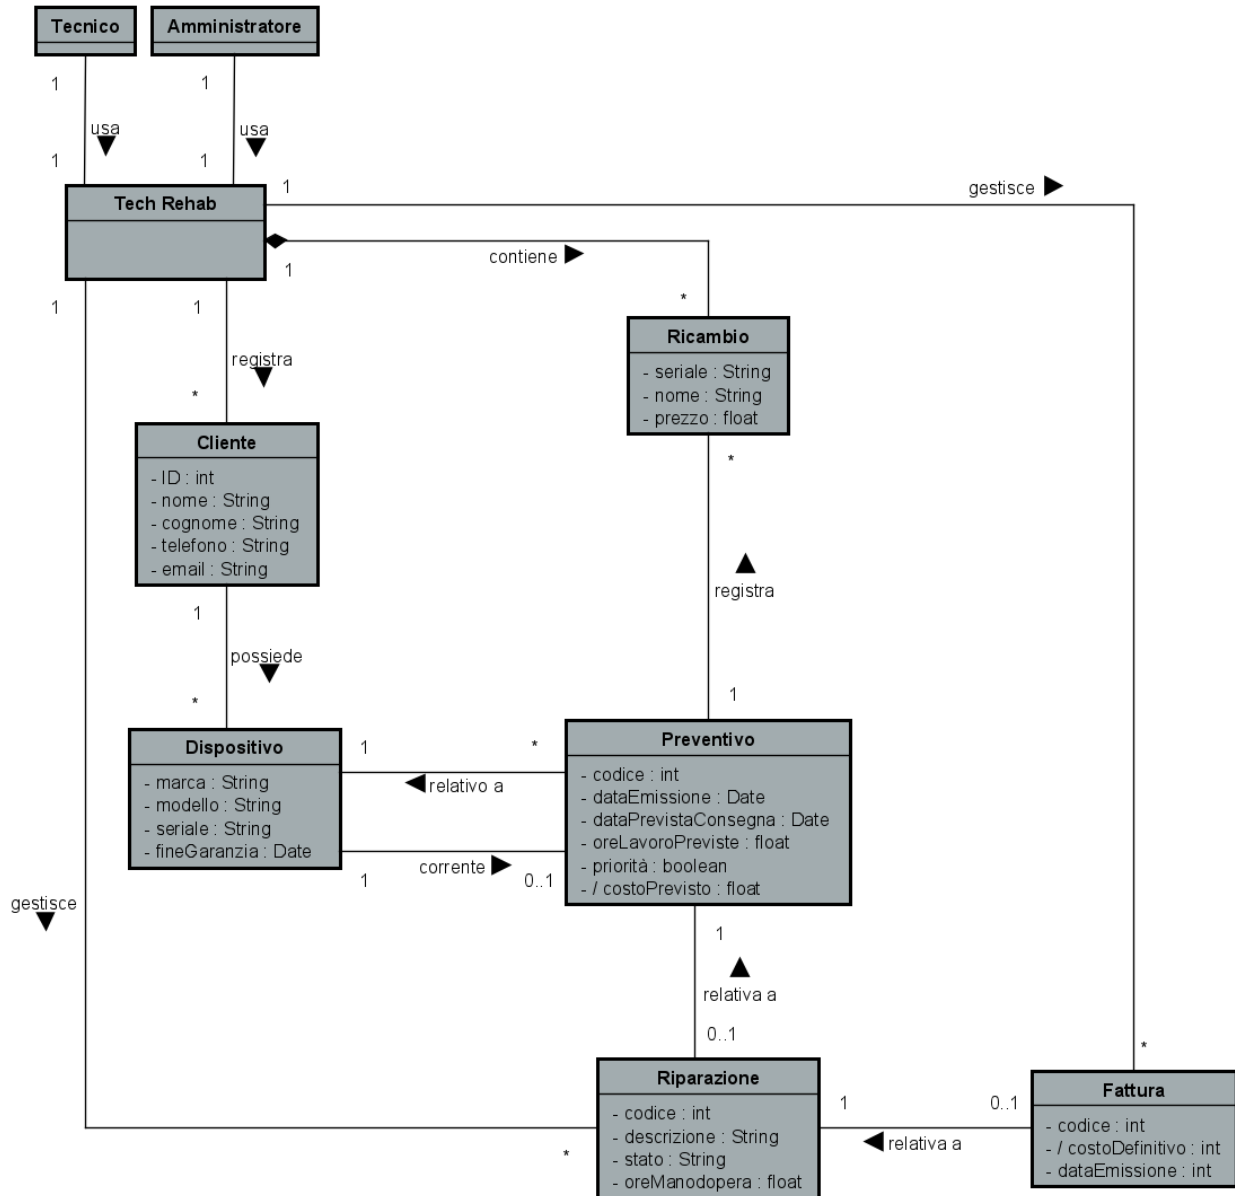 Tecnico
Amministratore
1
1
usa
usa
1
1
Tech Rehab
1
gestisce
contiene
1
1
1
*
registra
*
Ricambio
- seriale : String
- nome : String
- prezzo : float
*
Cliente
- ID : int
- nome : String
- cognome : String
- telefono : String
- email : String
registra
1
possiede
*
1
Dispositivo
- marca : String
- modello : String
- seriale : String
- fineGaranzia : Date
1
*
relativo a
corrente
1
0..1
Preventivo
- codice : int
- dataEmissione : Date
- dataPrevistaConsegna : Date
- oreLavoroPreviste : float
- priorità : boolean
- / costoPrevisto : float
gestisce
1
relativa a
0..1
*
Riparazione
- codice : int
- descrizione : String
- stato : String
- oreManodopera : float
*
1
0..1
relativa a
Fattura
- codice : int
- / costoDefinitivo : int
- dataEmissione : int